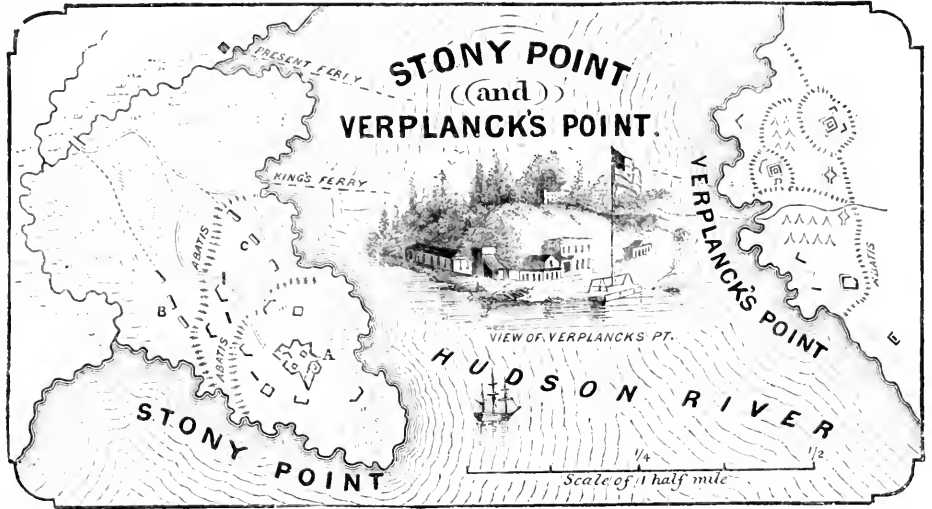 STONY POINT
(( and ))
VERPLANCK'S POINT.
PRESENT FERRY
KING'S FERRY
ABATIS
C
B
ABATIS
A
VERPLANCK'S POINT
ABATIS
VIEW OF VERPLANCKS PT.
HUDSON RIVER
STONY POINT
1/4
1/2
Scale of 1 half mile